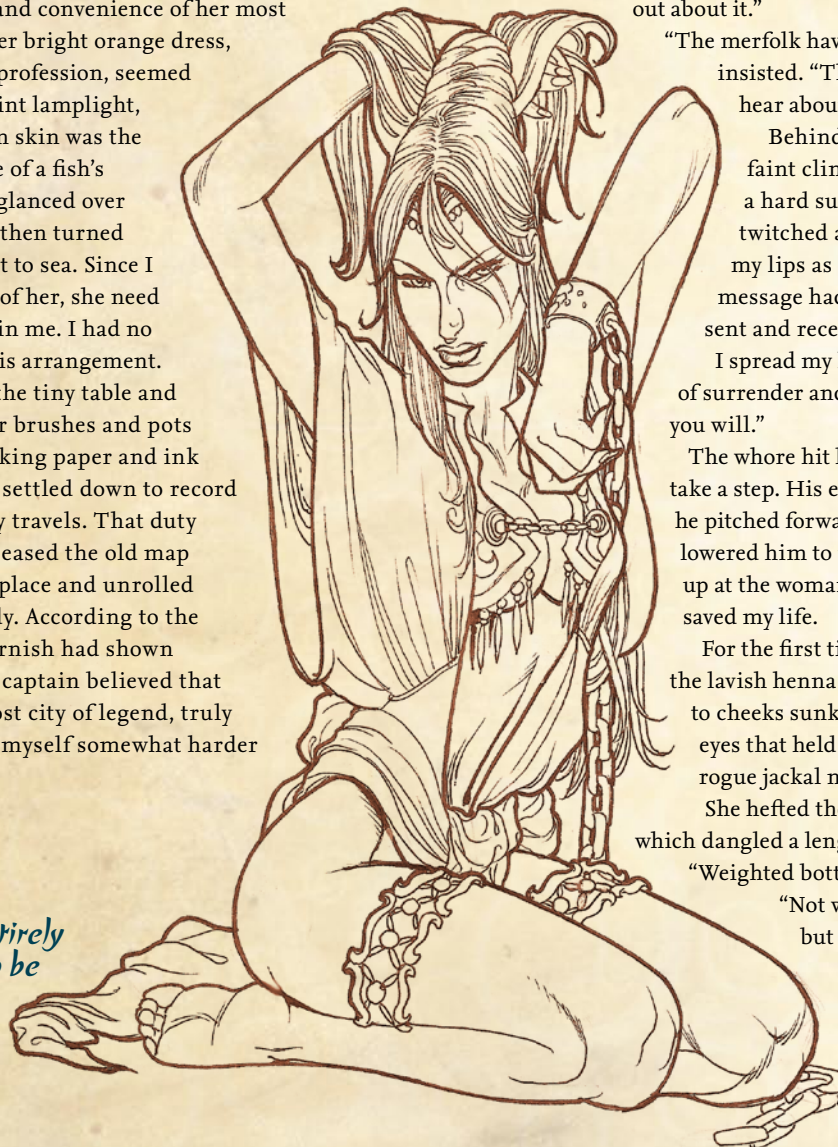 and convenience of her most
er bright orange dress,
profession, seemed
int lamplight,
n skin was the
e of a fish's
glanced over
then turned
t to sea. Since I
of her, she need
in me. I had no
is arrangement.
the tiny table and
r brushes and pots
king paper and ink
settled down to record
y travels. That duty
eased the old map
place and unrolled
ly. According to the
rnish had shown
captain believed that
ost city of legend, truly
myself somewhat harder
tirely
o be
out about it.”
“The merfolk hav
insisted. “Th
hear abou
Behind
faint clin
a hard su
twitched a
my lips as
message had
sent and rece
I spread my
of surrender and
you will.”
The whore hit h
take a step. His e
he pitched forwa
lowered him to
up at the woman
saved my life.
For the first ti
the lavish henna
to cheeks sunk
eyes that held
rogue jackal n
She hefted the
which dangled a leng
“Weighted bott
“Not w
but